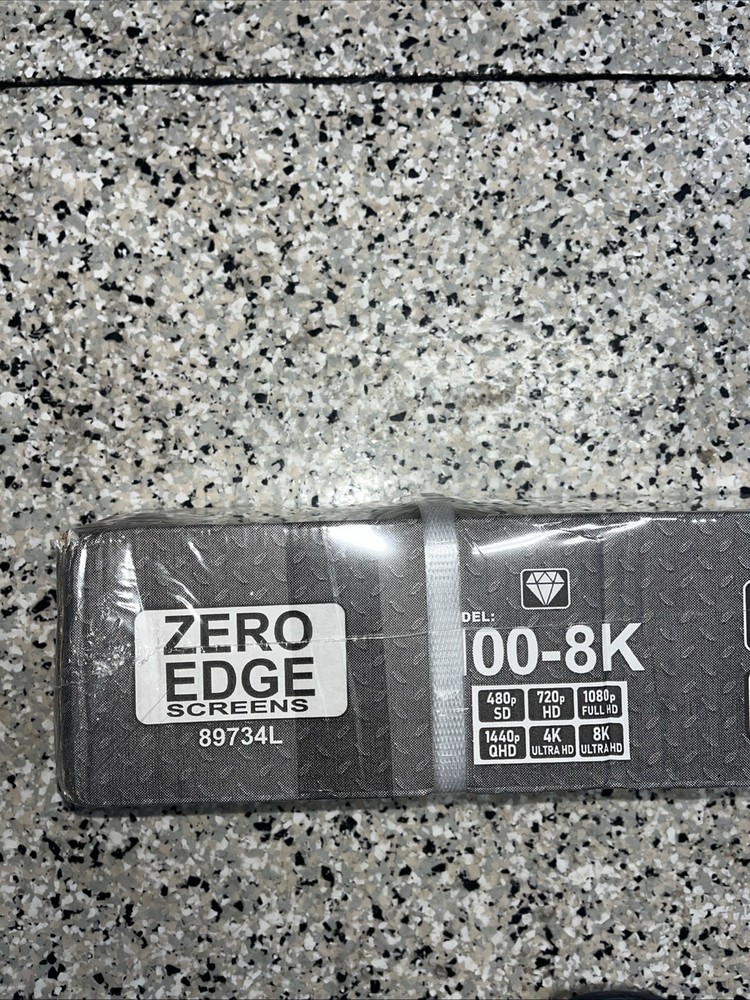 ZERO
EDGE
SCREENS
89734L
DEL:
00-8K
480p SD
720p HD
1080p FULL HD
1440p QHD
4K ULTRA HD
8K ULTRA HD